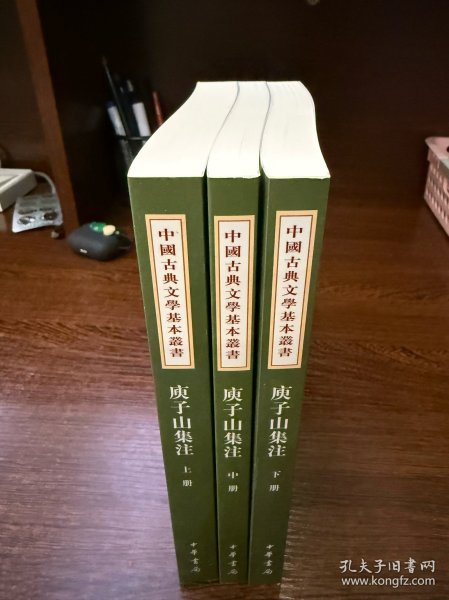 中國古典文學基本叢書
庾子山集注
上册
中華書局
中國古典文學基本叢書
庾子山集注
中册
中華書局
中國古典文學基本叢書
庾子山集注
下册
中華書局
孔夫子旧书网
www.kongfz.com